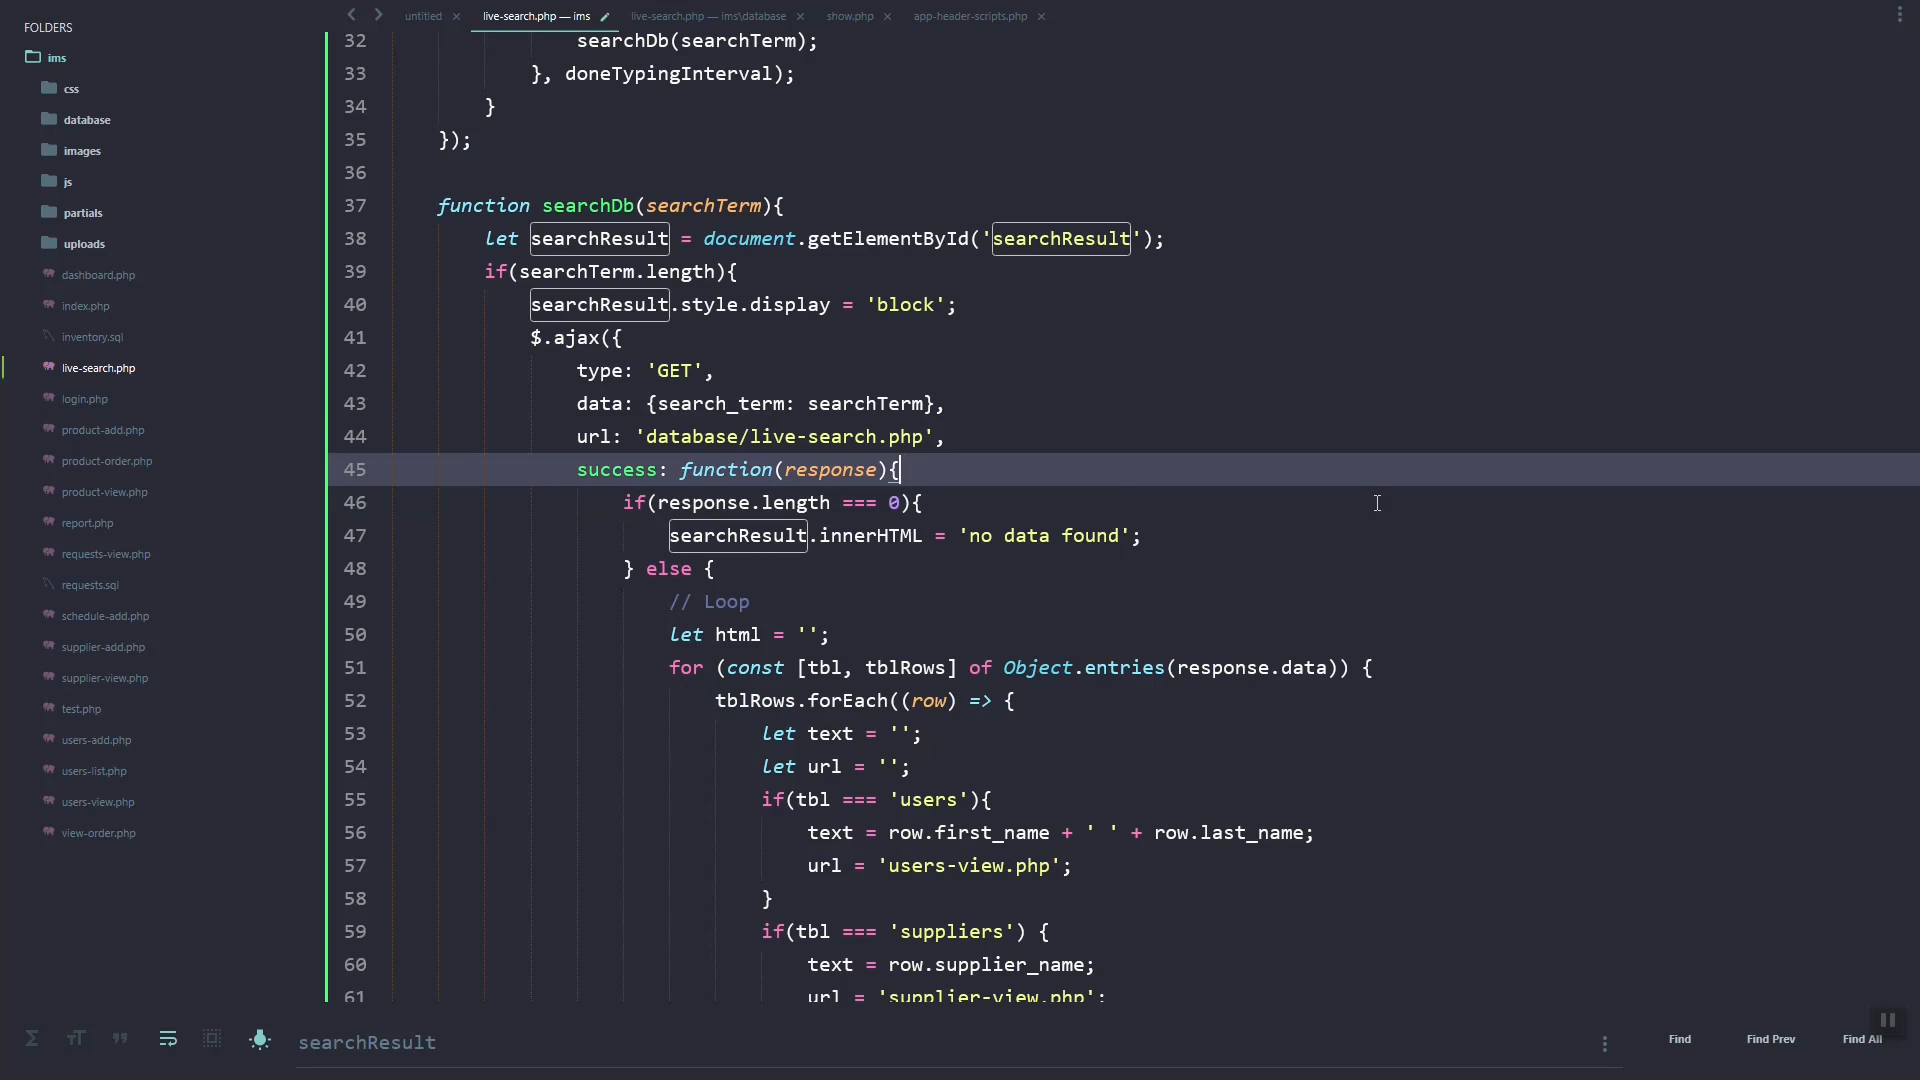 FOLDERS
ims
css
database
images
js
partials
uploads
dashboard.php
index.php
inventory.sql
live-search.php
login.php
product-add.php
product-order.php
product-view.php
report.php
requests-view.php
requests.sql
schedule-add.php
supplier-add.php
supplier-view.php
test.php
users-add.php
users-list.php
users-view.php
view-order.php
untitled × live-search.php — ims live-search.php — ims\database × show.php × app-header-scripts.php ×
32 searchDb(searchTerm);
33 }, doneTypingInterval);
34 }
35 });
36
37 function searchDb(searchTerm){
38 let searchResult = document.getElementById('searchResult');
39 if(searchTerm.length){
40 searchResult.style.display = 'block';
41 $.ajax({
42 type: 'GET',
43 data: {search_term: searchTerm},
44 url: 'database/live-search.php',
45 success: function(response){
46 if(response.length === 0){
47 searchResult.innerHTML = 'no data found';
48 } else {
49 // Loop
50 let html = '';
51 for (const [tbl, tblRows] of Object.entries(response.data)) {
52 tblRows.forEach((row) => {
53 let text = '';
54 let url = '';
55 if(tbl === 'users'){
56 text = row.first_name + ' ' + row.last_name;
57 url = 'users-view.php';
58 }
59 if(tbl === 'suppliers') {
60 text = row.supplier_name;
61 url = 'supplier-view.php';
searchResult
Find Find Prev Find All